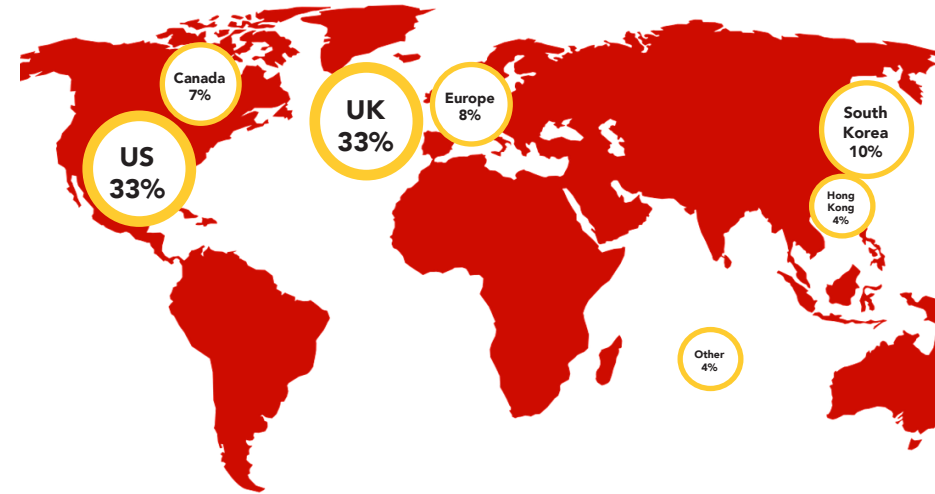 Canada
7%
US
33%
UK
33%
Europe
8%
South
Korea
10%
Hong
Kong
4%
Other
4%